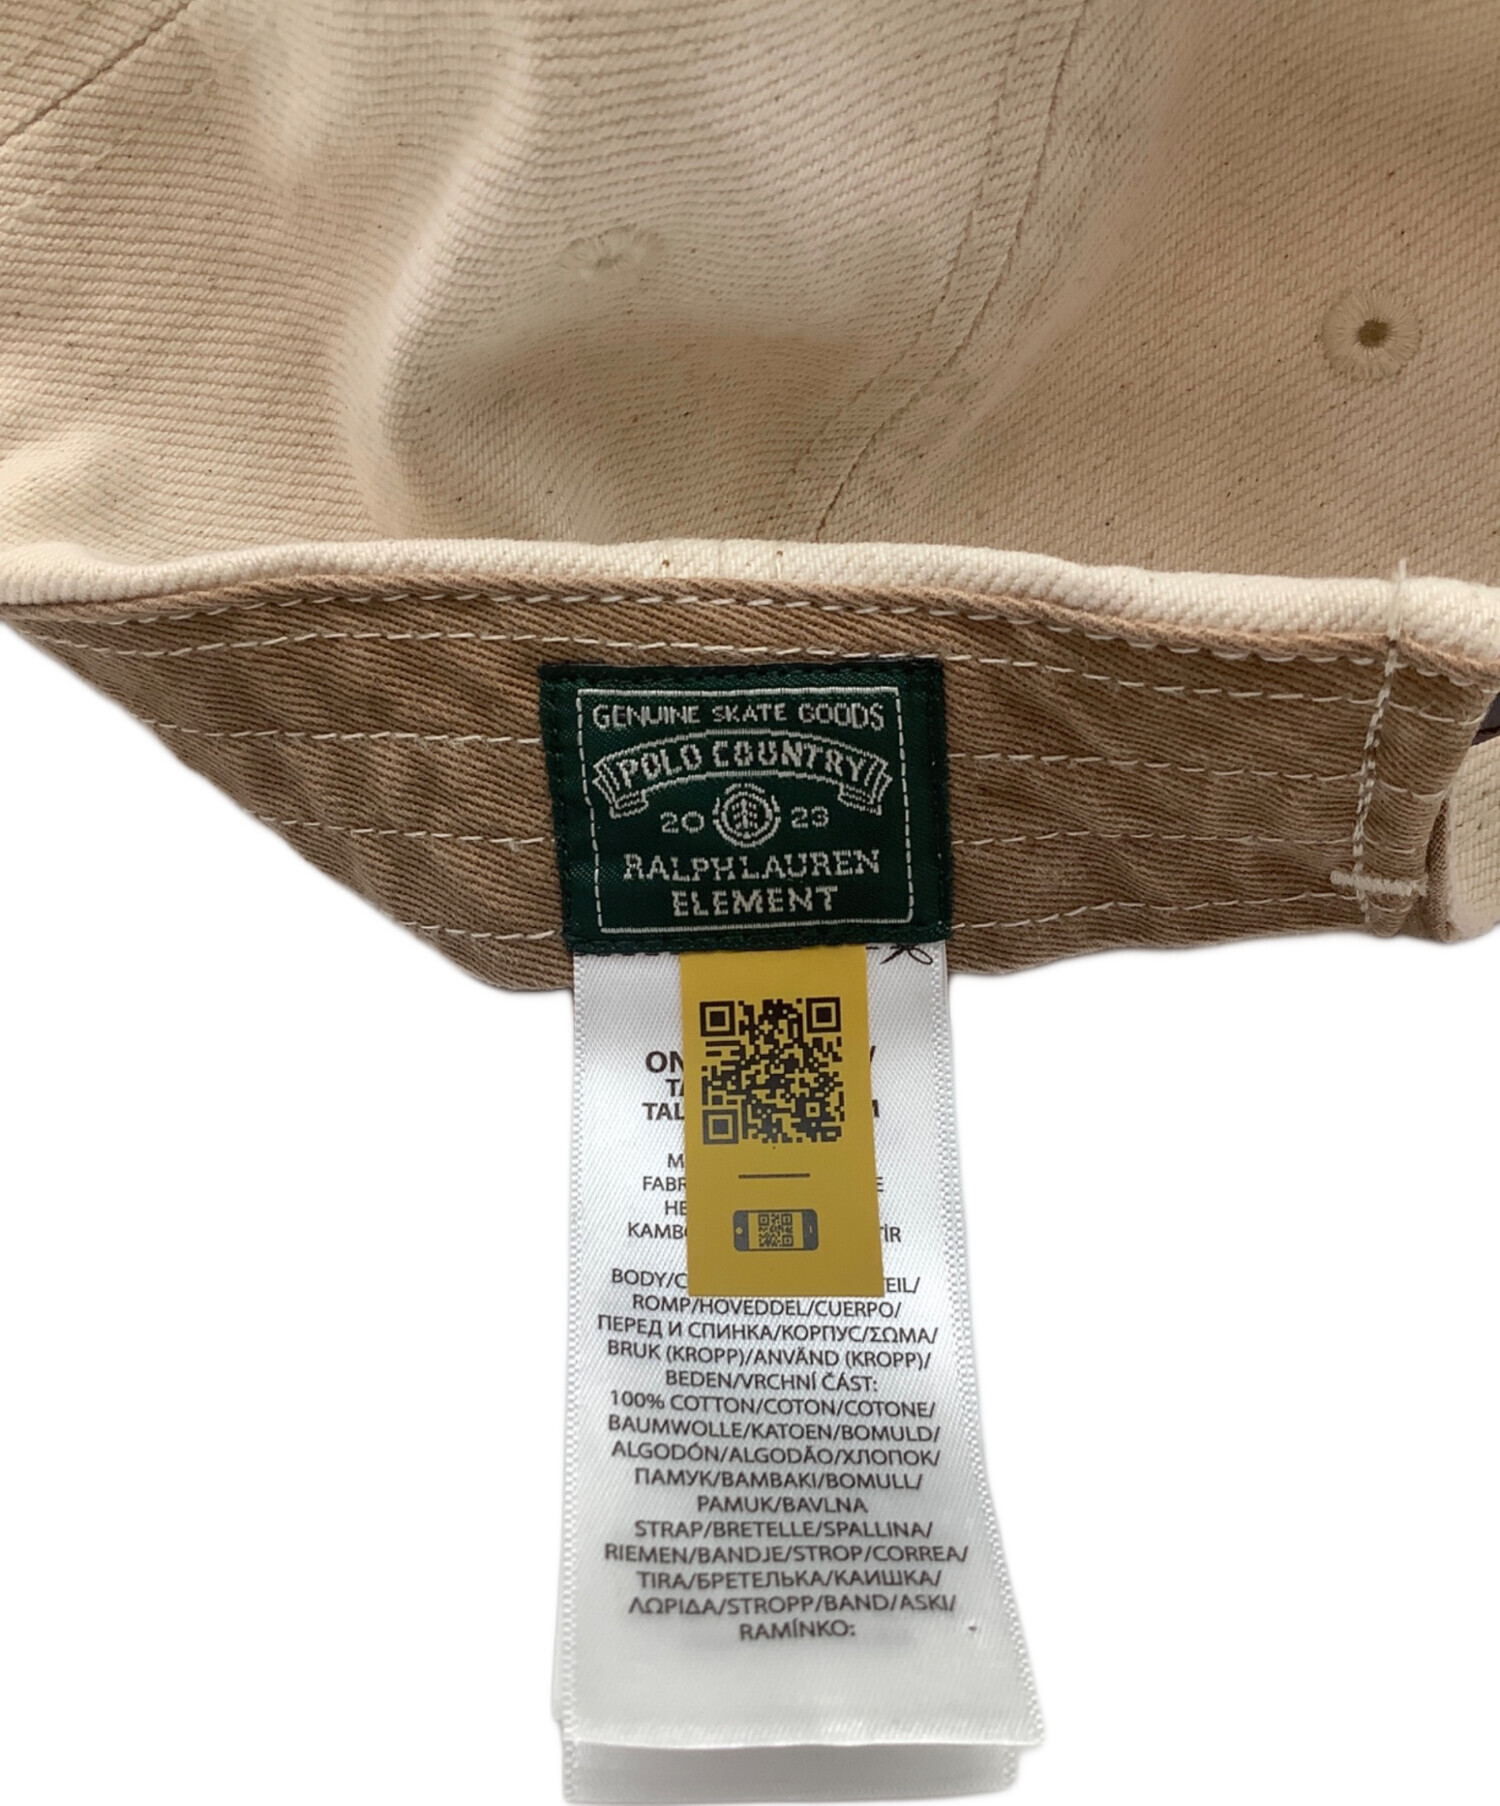 GENUINE SKATE GOODS
POLO COUNTRY
20 23
RALPH LAUREN
ELEMENT
BODY/
ROMP/HOVEDDEL/CUERPO/
ПЕРЕД И СПИНКА/КОРПУС/ΣΩΜΑ/
BRUK (KROPP)/ANVÄND (KROPP)/
BEDEN/VRCHNÍ ČÁST:
100% COTTON/COTON/COTONE/
BAUMWOLLE/KATOEN/BOMULD/
ALGODÓN/ALGODÃO/ХЛОПОК/
ПАМУК/BAMBAKI/BOMULL/
PAMUK/BAVLNA
STRAP/BRETELLE/SPALLINA/
RIEMEN/BANDJE/STROP/CORREA/
TIRA/БРЕТЕЛЬКА/КАИШКА/
ΛΩΡΙΔΑ/STROPP/BAND/ASKI/
RAMÍNKO: